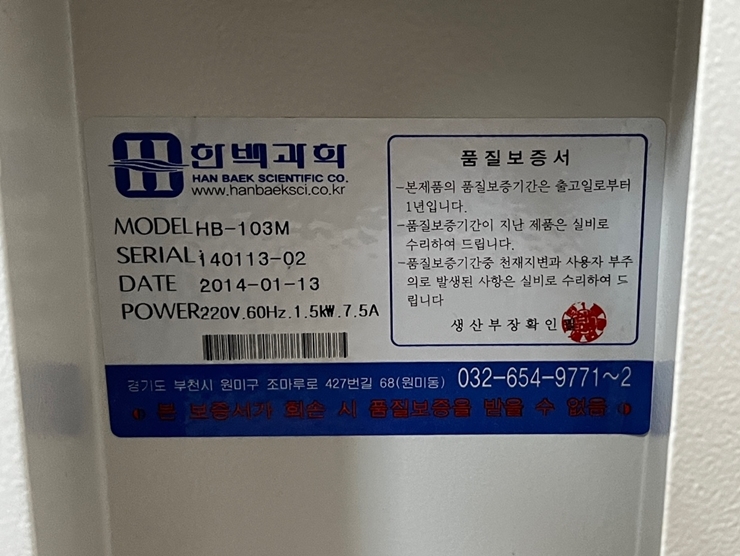 한백과학
HAN BAEK SCIENTIFIC CO.
www.hanbaeksci.co.kr
MODEL HB-103M
SERIAL 140113-02
DATE 2014-01-13
POWER 220V.60Hz.1.5kW.7.5A
품질보증서
-본제품의 품질보증기간은 출고일로부터
1년입니다.
-품질보증기간이 지난 제품은 실비로
수리하여 드립니다.
-품질보증기간중 천재지변과 사용자 부주
의로 발생된 사항은 실비로 수리하여 드
립니다
생산부장확인
경기도 부천시 원미구 조마루로 427번길 68(원미동) 032-654-9771~2
본 보증서가 훼손 시 품질보증을 받을 수 없음